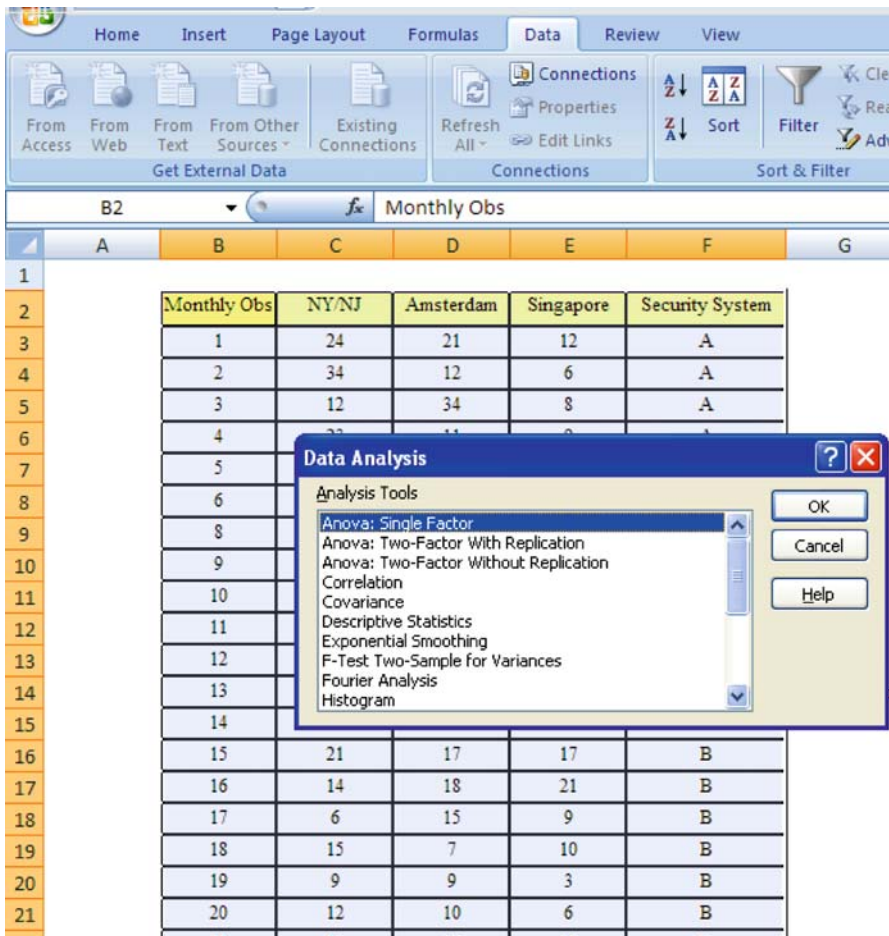 Home Insert Page Layout Formulas Data Review View
From Access From Web From Text From Other Sources Existing Connections
Get External Data
Refresh All Connections Properties Edit Links
Connections
Sort Filter
Sort & Filter
B2 fx Monthly Obs
A B C D E F G
1
2 Monthly Obs NY/NJ Amsterdam Singapore Security System
3 1 24 21 12 A
4 2 34 12 6 A
5 3 12 34 8 A
6 4
7 5
8 6
9 8
10 9
11 10
12 11
13 12
14 13
15 14
Data Analysis
Analysis Tools
Anova: Single Factor
Anova: Two-Factor With Replication
Anova: Two-Factor Without Replication
Correlation
Covariance
Descriptive Statistics
Exponential Smoothing
F-Test Two-Sample for Variances
Fourier Analysis
Histogram
OK
Cancel
Help
16 15 21 17 17 B
17 16 14 18 21 B
18 17 6 15 9 B
19 18 15 7 10 B
20 19 9 9 3 B
21 20 12 10 6 B